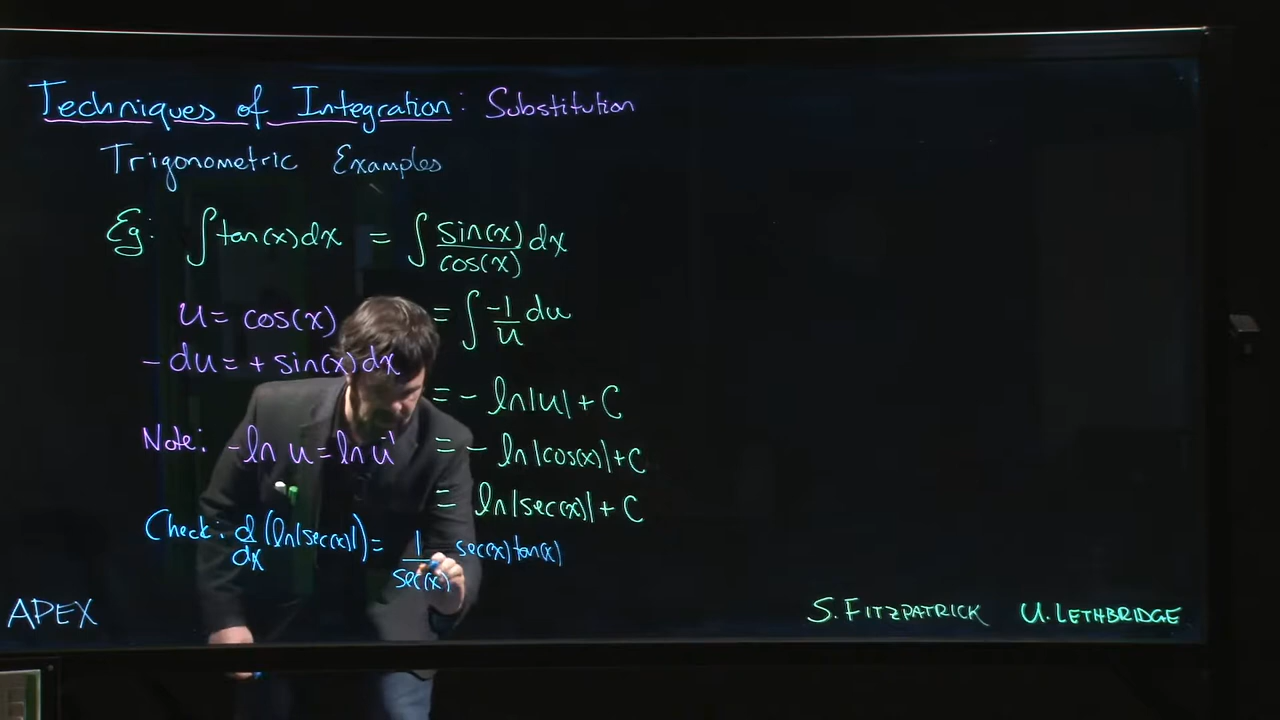 Techniques of Integration: Substitution
Trigonometric Examples
Eg: ∫tan(x)dx = ∫ sin(x)/cos(x) dx
u = cos(x)
= ∫ -1/u du
-du = + sin(x)dx
= - ln|u| + C
Note: -ln u = ln u⁻¹
= - ln|cos(x)| + C
= ln|sec(x)| + C
Check: d/dx (ln|sec(x)|) = 1/sec(x) sec(x)tan(x)
APEX
S. FITZPATRICK U. LETHBRIDGE